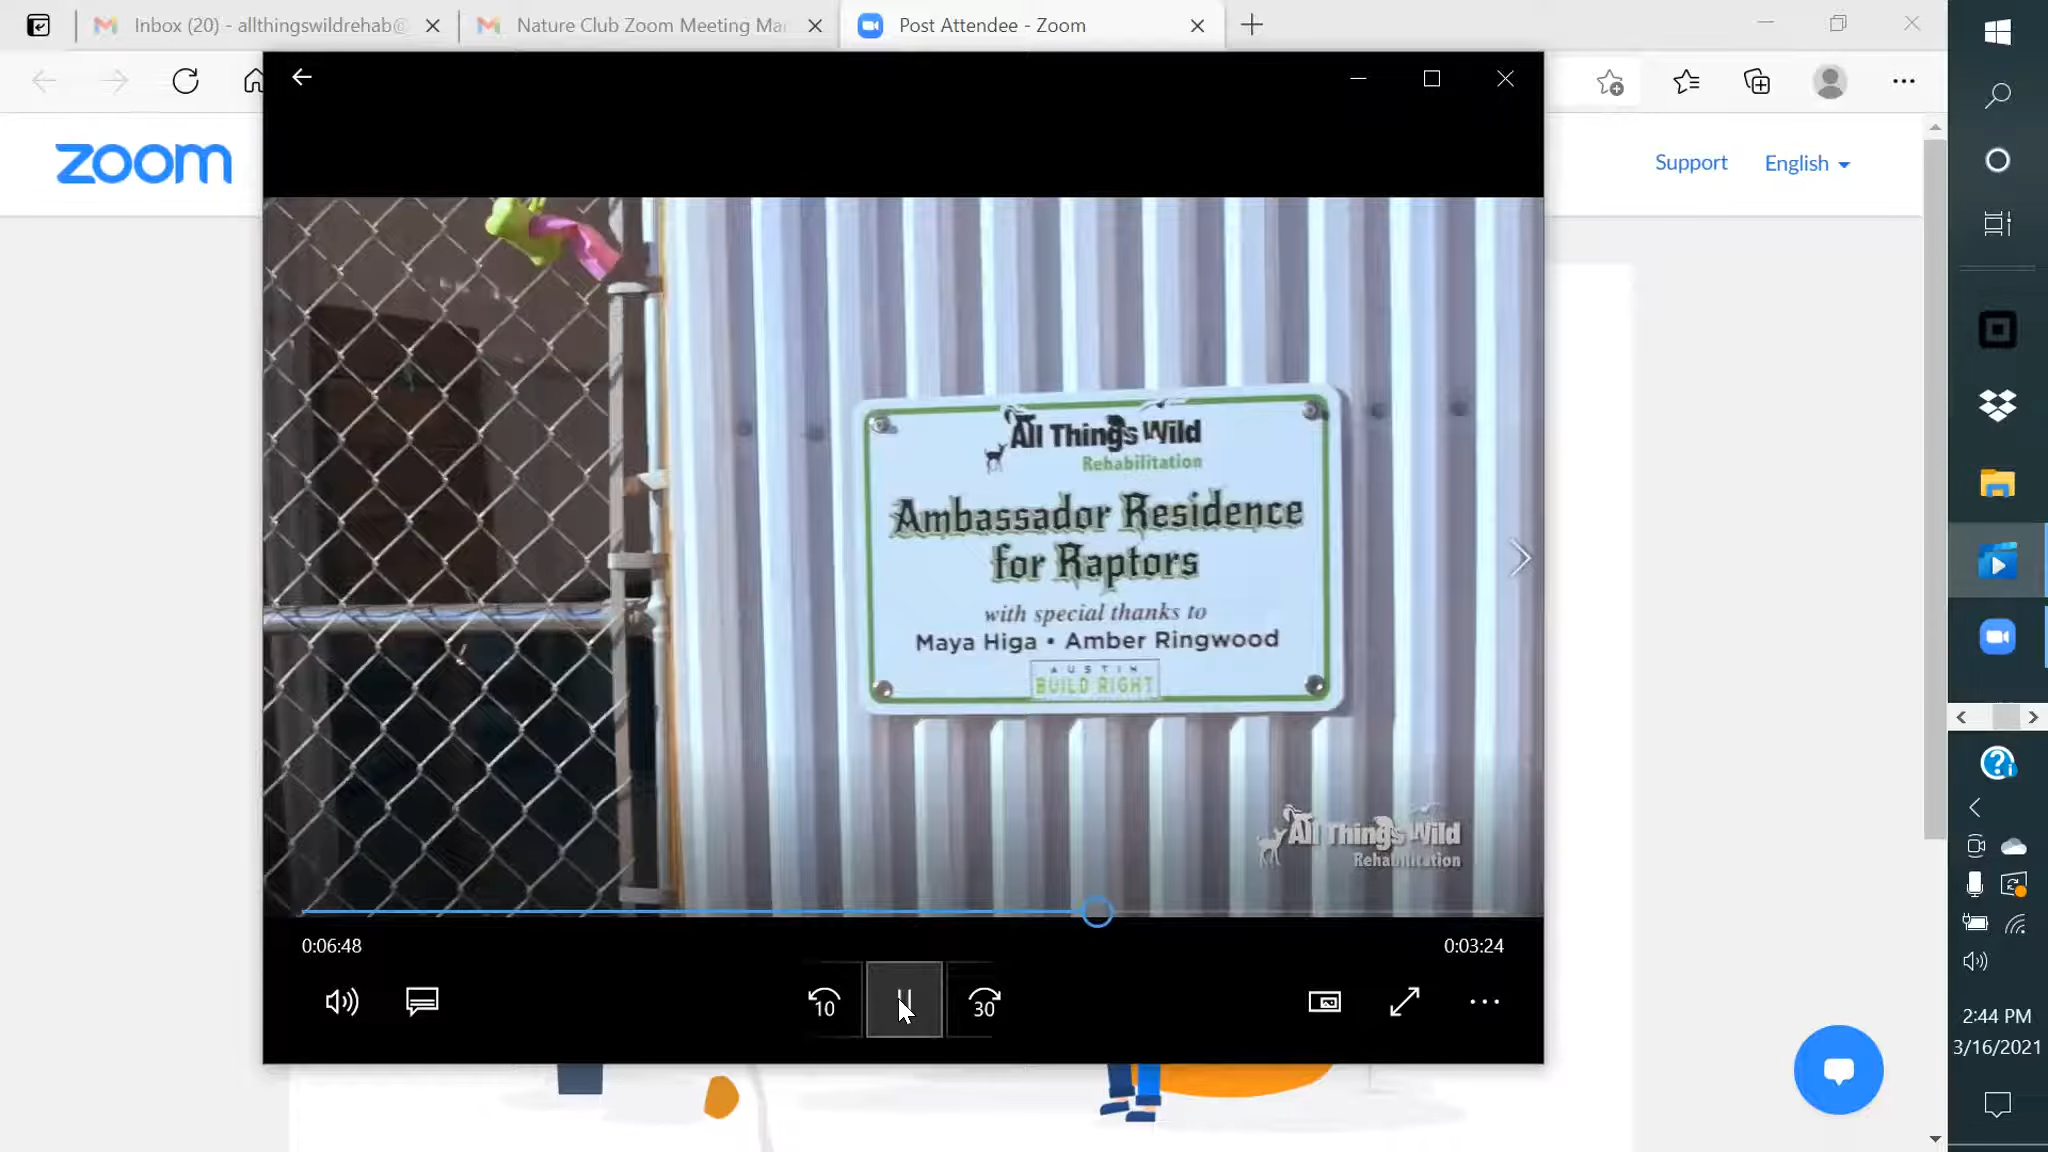 Inbox (20) - allthingswildrehab@
Nature Club Zoom Meeting Ma
Post Attendee - Zoom
zoom
Support
English
All Things Wild
Rehabilitation
Ambassador Residence
for Raptors
with special thanks to
Maya Higa • Amber Ringwood
AUSTIN
BUILD RIGHT
All Things Wild
Rehabilitation
0:06:48
0:03:24
10
30
2:44 PM
3/16/2021